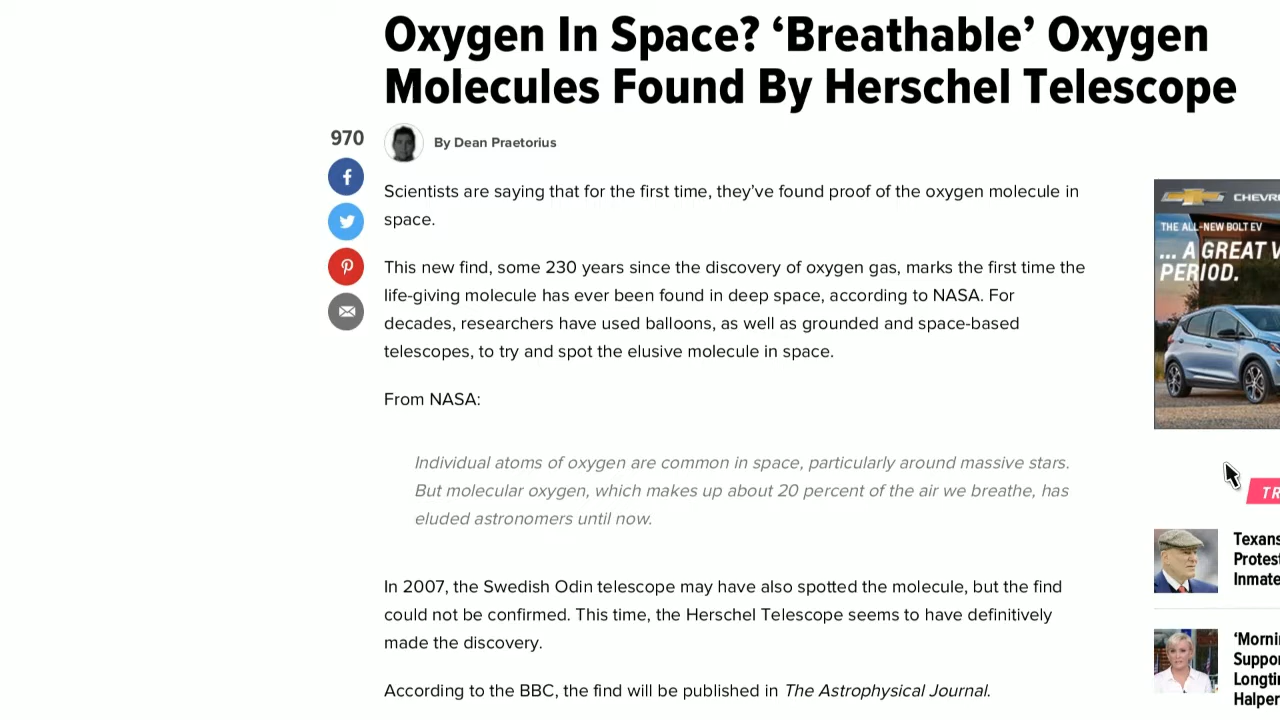 Oxygen In Space? ‘Breathable’ Oxygen
Molecules Found By Herschel Telescope
970
By Dean Praetorius
Scientists are saying that for the first time, they’ve found proof of the oxygen molecule in
space.
This new find, some 230 years since the discovery of oxygen gas, marks the first time the
life-giving molecule has ever been found in deep space, according to NASA. For
decades, researchers have used balloons, as well as grounded and space-based
telescopes, to try and spot the elusive molecule in space.
From NASA:
Individual atoms of oxygen are common in space, particularly around massive stars.
But molecular oxygen, which makes up about 20 percent of the air we breathe, has
eluded astronomers until now.
In 2007, the Swedish Odin telescope may have also spotted the molecule, but the find
could not be confirmed. This time, the Herschel Telescope seems to have definitively
made the discovery.
According to the BBC, the find will be published in The Astrophysical Journal.
CHEVR
THE ALL-NEW BOLT EV
... A GREAT V
PERIOD.
TR
Texans
Protest
Inmate
‘Mornin
Suppor
Longti
Halper